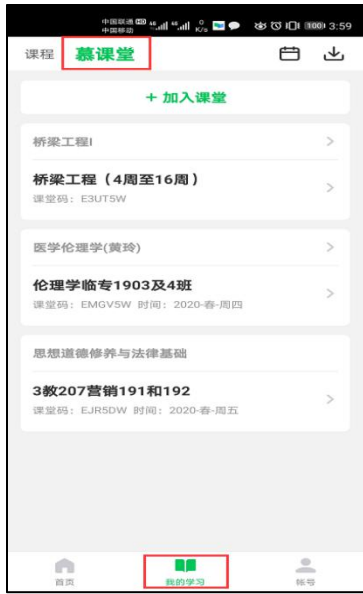 中国联通 HD 46 46 0 K/s 100 3:59
中国移动
课程 慕课堂
+ 加入课堂
桥梁工程I
桥梁工程（4周至16周）
课堂码：E3UT5W
医学伦理学(黄玲)
伦理学临专1903及4班
课堂码：EMGV5W 时间：2020-春-周四
思想道德修养与法律基础
3教207营销191和192
课堂码：EJR5DW 时间：2020-春-周五
首页 我的学习 帐号